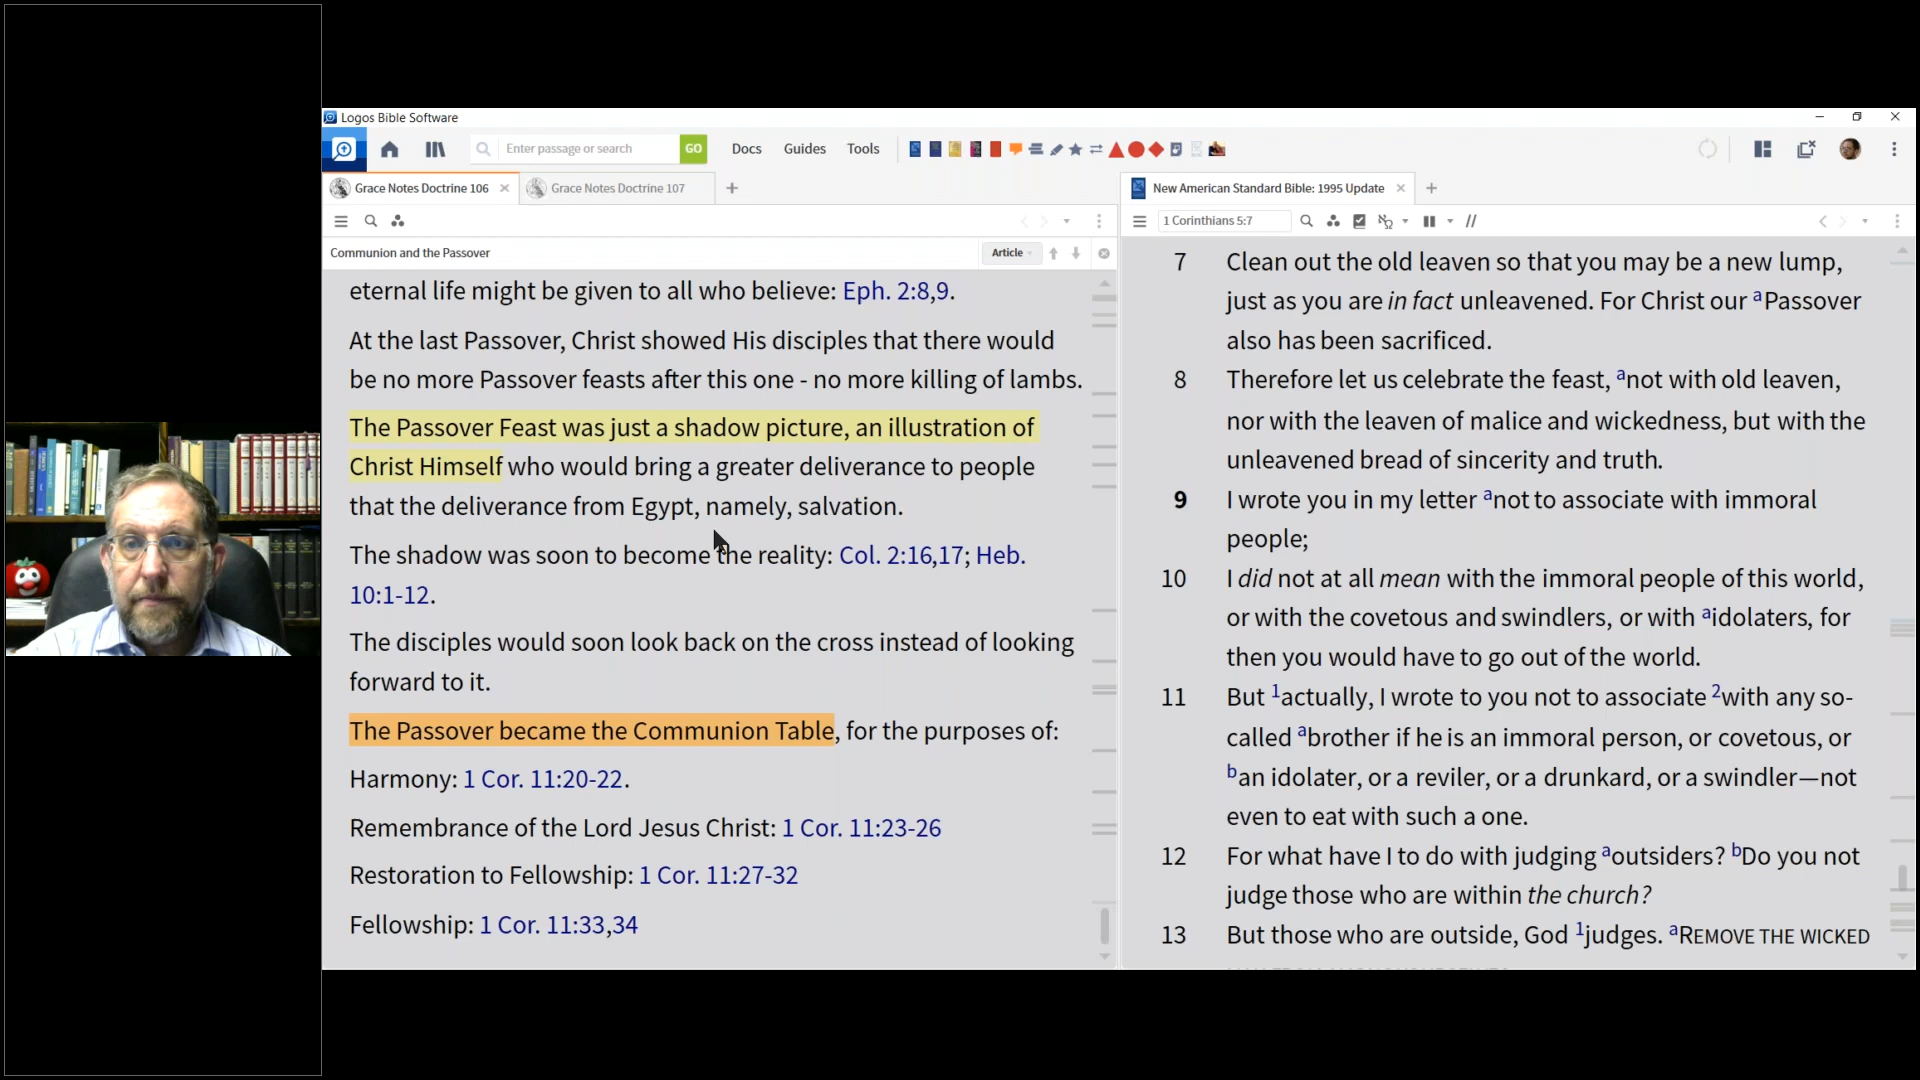 Logos Bible Software
Enter passage or search
GO
Docs
Guides
Tools
Grace Notes Doctrine 106
Grace Notes Doctrine 107
Communion and the Passover
Article
eternal life might be given to all who believe: Eph. 2:8,9.
At the last Passover, Christ showed His disciples that there would
be no more Passover feasts after this one - no more killing of lambs.
The Passover Feast was just a shadow picture, an illustration of
Christ Himself who would bring a greater deliverance to people
that the deliverance from Egypt, namely, salvation.
The shadow was soon to become the reality: Col. 2:16,17; Heb.
10:1-12.
The disciples would soon look back on the cross instead of looking
forward to it.
The Passover became the Communion Table, for the purposes of:
Harmony: 1 Cor. 11:20-22.
Remembrance of the Lord Jesus Christ: 1 Cor. 11:23-26
Restoration to Fellowship: 1 Cor. 11:27-32
Fellowship: 1 Cor. 11:33,34
New American Standard Bible: 1995 Update
1 Corinthians 5:7
7 Clean out the old leaven so that you may be a new lump,
just as you are in fact unleavened. For Christ our aPassover
also has been sacrificed.
8 Therefore let us celebrate the feast, anot with old leaven,
nor with the leaven of malice and wickedness, but with the
unleavened bread of sincerity and truth.
9 I wrote you in my letter anot to associate with immoral
people;
10 I did not at all mean with the immoral people of this world,
or with the covetous and swindlers, or with aidolaters, for
then you would have to go out of the world.
11 But 1actually, I wrote to you not to associate 2with any so-
called abrother if he is an immoral person, or covetous, or
ban idolater, or a reviler, or a drunkard, or a swindler—not
even to eat with such a one.
12 For what have I to do with judging aoutsiders? bDo you not
judge those who are within the church?
13 But those who are outside, God 1judges. aREMOVE THE WICKED